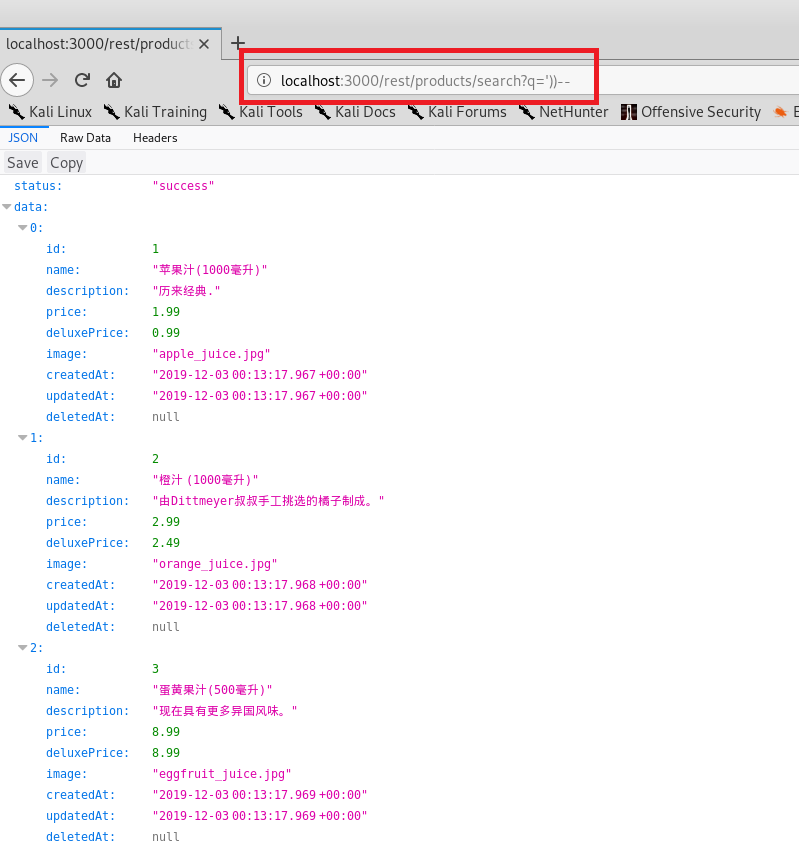 localhost:3000/rest/products
localhost:3000/rest/products/search?q='))--
Kali Linux Kali Training Kali Tools Kali Docs Kali Forums NetHunter Offensive Security E
JSON Raw Data Headers
Save Copy
status: "success"
data:
0:
id: 1
name: "苹果汁(1000毫升)"
description: "历来经典."
price: 1.99
deluxePrice: 0.99
image: "apple_juice.jpg"
createdAt: "2019-12-03 00:13:17.967 +00:00"
updatedAt: "2019-12-03 00:13:17.967 +00:00"
deletedAt: null
1:
id: 2
name: "橙汁 (1000毫升)"
description: "由Dittmeyer叔叔手工挑选的橘子制成。"
price: 2.99
deluxePrice: 2.49
image: "orange_juice.jpg"
createdAt: "2019-12-03 00:13:17.968 +00:00"
updatedAt: "2019-12-03 00:13:17.968 +00:00"
deletedAt: null
2:
id: 3
name: "蛋黄果汁(500毫升)"
description: "现在具有更多异国风味。"
price: 8.99
deluxePrice: 8.99
image: "eggfruit_juice.jpg"
createdAt: "2019-12-03 00:13:17.969 +00:00"
updatedAt: "2019-12-03 00:13:17.969 +00:00"
deletedAt: null